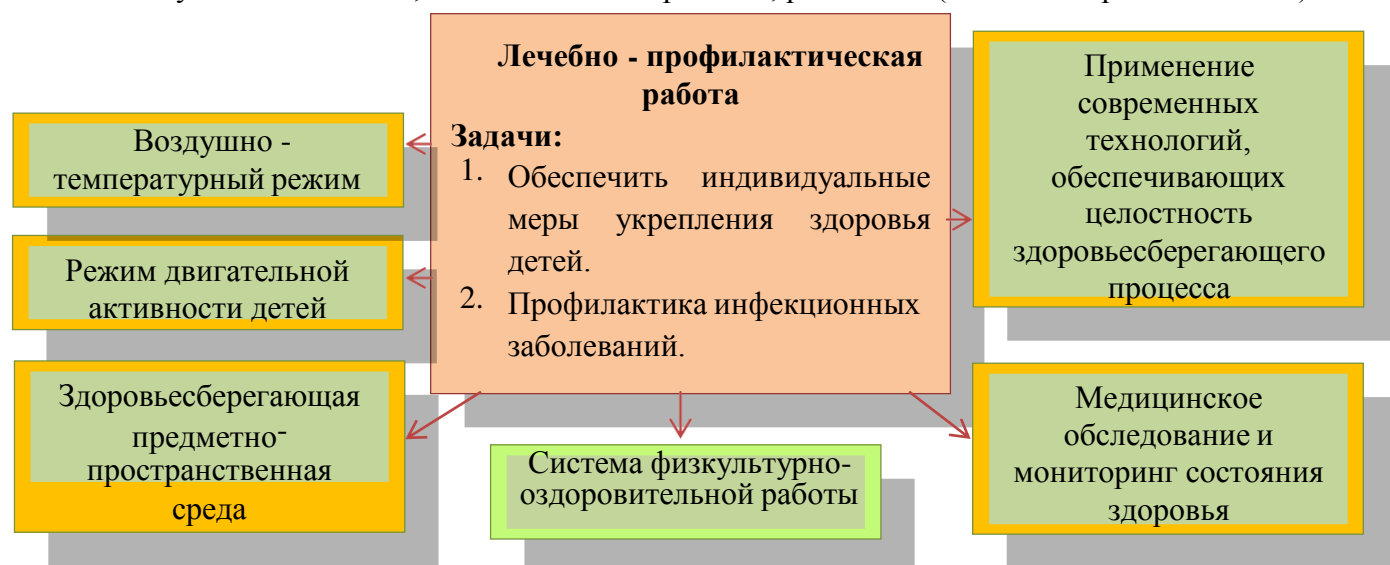 Лечебно - профилактическая
работа
Задачи:
1. Обеспечить индивидуальные
меры укрепления здоровья
детей.
2. Профилактика инфекционных
заболеваний.
Воздушно -
температурный режим
Режим двигательной
активности детей
Здоровьесберегающая
предметно-
пространственная
среда
Система физкультурно-
оздоровительной работы
Применение
современных
технологий,
обеспечивающих
целостность
здоровьесберегающего
процесса
Медицинское
обследование и
мониторинг состояния
здоровья